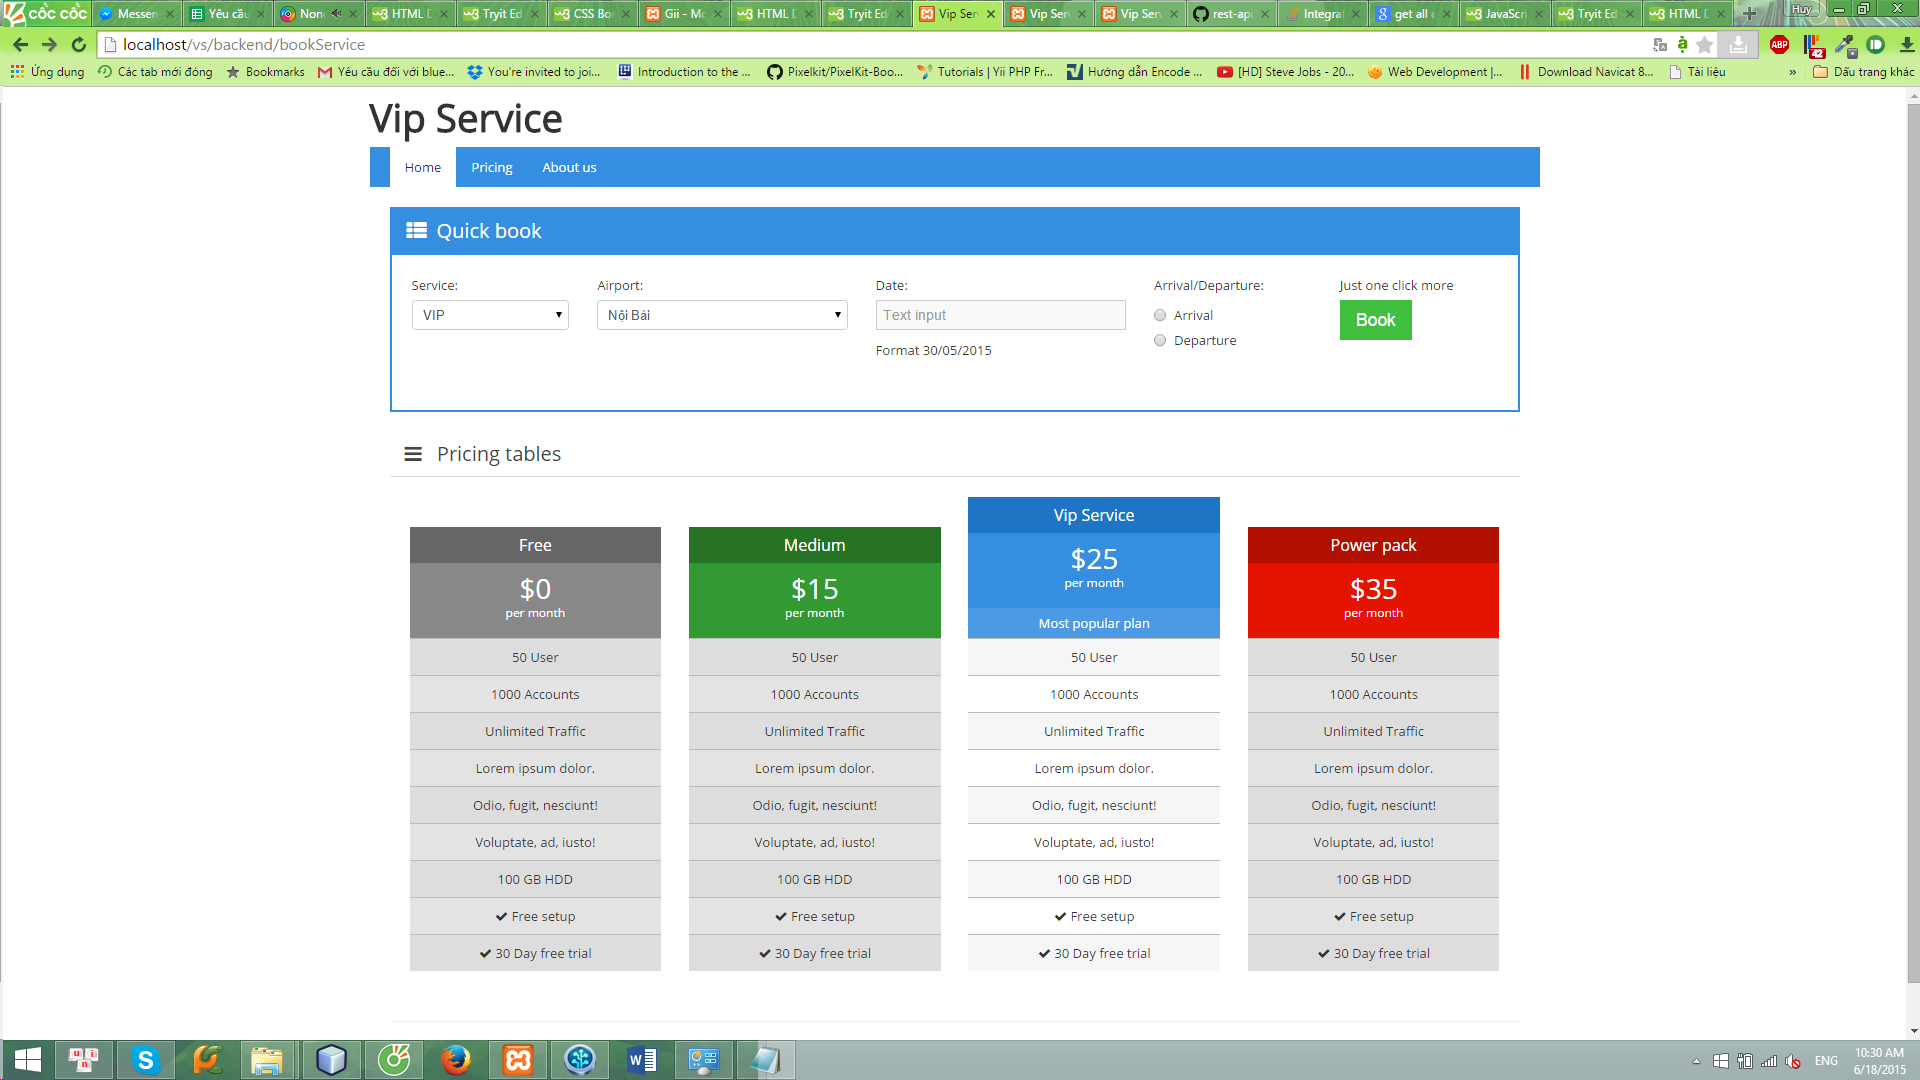 cốc cốc
Messen
Yêu cầu
Non
HTML D
Tryit Ed
CSS Bo
Gii - Mo
HTML D
Tryit Ed
Vip Ser
Vip Serv
Vip Serv
rest-api
Integrat
get all e
JavaScri
Tryit Ed
HTML D
Huy
localhost/vs/backend/bookService
ABP
42
Ứng dụng
Các tab mới đóng
Bookmarks
Yêu cầu đối với blue...
You're invited to joi...
Introduction to the ...
Pixelkit/PixelKit-Boo...
Tutorials | Yii PHP Fr...
Hướng dẫn Encode ...
[HD] Steve Jobs - 20...
Web Development |...
Download Navicat 8...
Tài liệu
»
Dấu trang khác
Vip Service
Home
Pricing
About us
Quick book
Service:
Airport:
Date:
Arrival/Departure:
Just one click more
VIP
Nội Bài
Text input
Arrival
Book
Departure
Format 30/05/2015
Pricing tables
Free
$0
per month
50 User
1000 Accounts
Unlimited Traffic
Lorem ipsum dolor.
Odio, fugit, nesciunt!
Voluptate, ad, iusto!
100 GB HDD
Free setup
30 Day free trial
Medium
$15
per month
50 User
1000 Accounts
Unlimited Traffic
Lorem ipsum dolor.
Odio, fugit, nesciunt!
Voluptate, ad, iusto!
100 GB HDD
Free setup
30 Day free trial
Vip Service
$25
per month
Most popular plan
50 User
1000 Accounts
Unlimited Traffic
Lorem ipsum dolor.
Odio, fugit, nesciunt!
Voluptate, ad, iusto!
100 GB HDD
Free setup
30 Day free trial
Power pack
$35
per month
50 User
1000 Accounts
Unlimited Traffic
Lorem ipsum dolor.
Odio, fugit, nesciunt!
Voluptate, ad, iusto!
100 GB HDD
Free setup
30 Day free trial
ENG
10:30 AM
6/18/2015